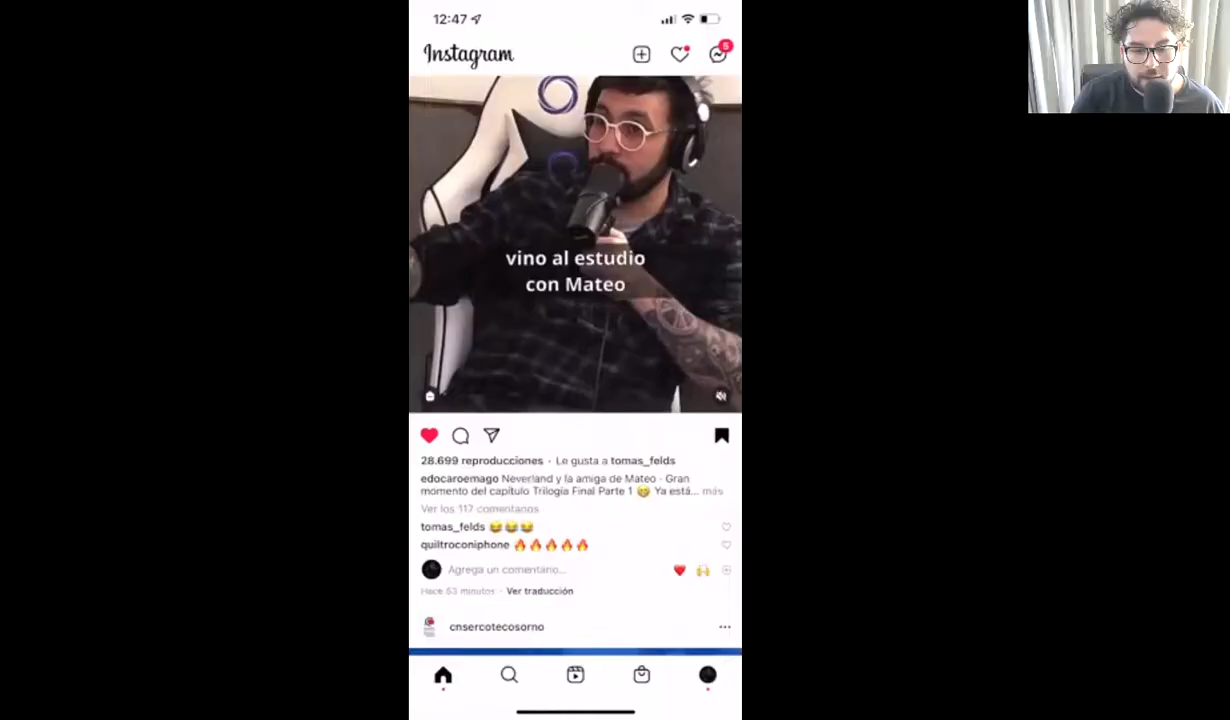 12:47
Instagram
5
vino al estudio
con Mateo
28.699 reproducciones · Le gusta a tomas_felds
edocaroemago Neverland y la amiga de Mateo - Gran
momento del capítulo Trilogía Final Parte 1 😁 Ya está... más
Ver los 117 comentarios
tomas_felds 😂😂😂
quiltroconiphone 🔥🔥🔥🔥🔥
Agrega un comentario...
Hace 53 minutos · Ver traducción
cnsercotecosorno